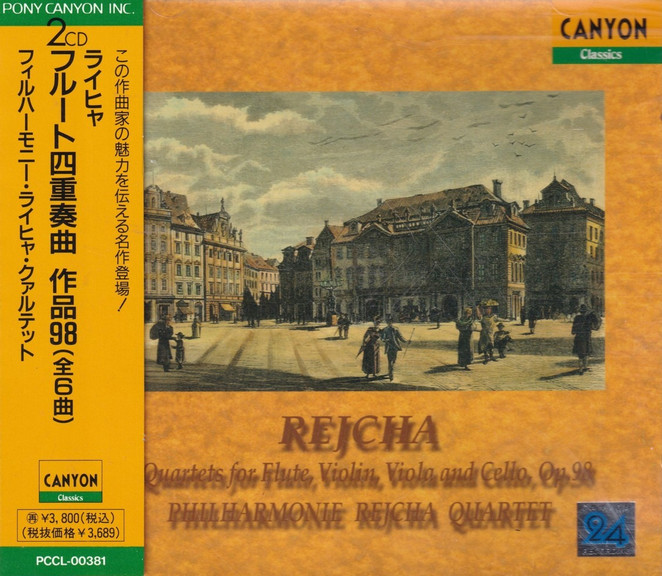 PONY CANYON INC.
2CD
ライヒャ
フルート四重奏曲 作品98(全6曲)
フィルハーモニー・ライヒャ・クァルテット
この作曲家の魅力を伝える名作登場!
CANYON
Classics
再 ¥3,800(税込)
(税抜価格¥3,689)
PCCL-00381
CANYON
Classics
REJCHA
Quartets for Flute, Violin, Viola and Cello, Op.98
PHILHARMONIE REJCHA QUARTET
24